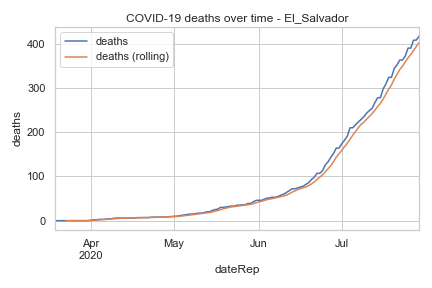 COVID-19 deaths over time - El_Salvador
deaths
deaths (rolling)
400
300
200
100
0
deaths
Apr
2020
May
Jun
Jul
dateRep